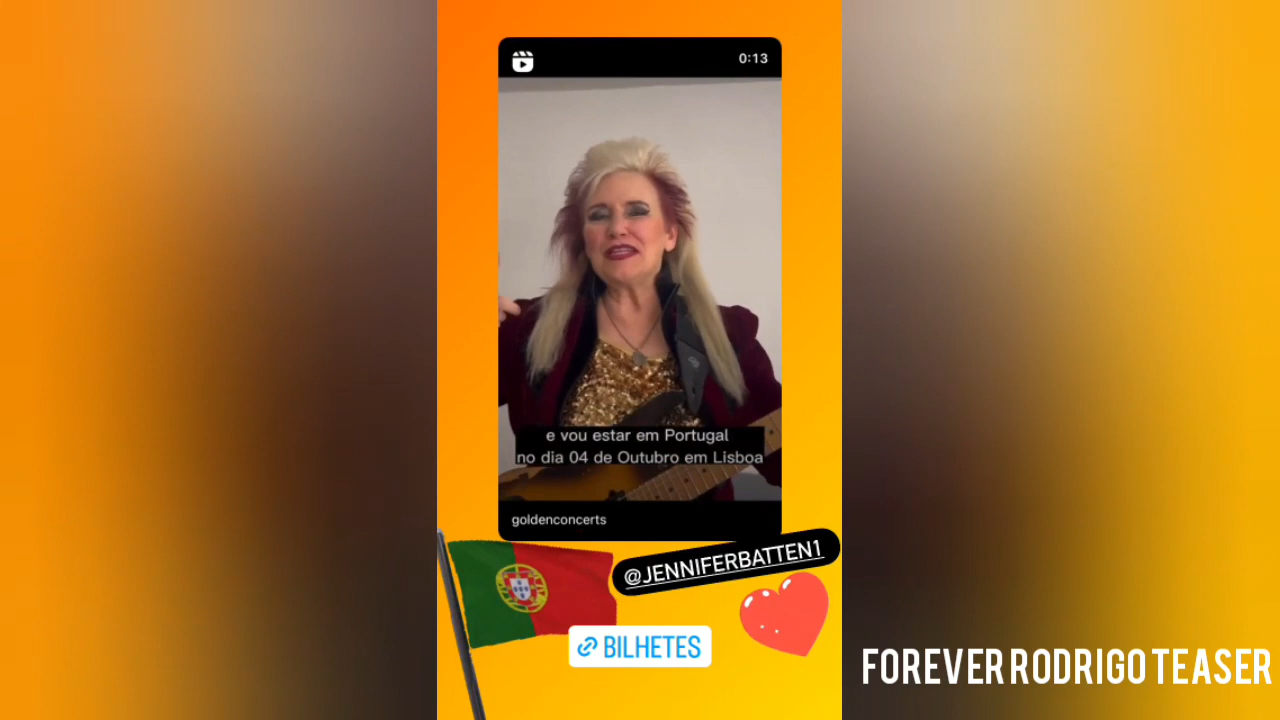 0:13
e vou estar em Portugal
no dia 04 de Outubro em Lisboa
goldenconcerts
@JENNIFERBATTEN1
BILHETES
FOREVER RODRIGO TEASER